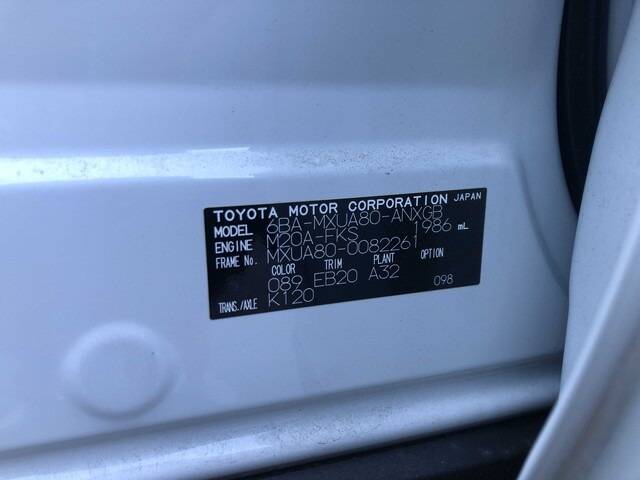 TOYOTA MOTOR CORPORATION JAPAN
MODEL 6BA-MXUA80-ANXGB
ENGINE M20A-FKS 1986 mL
FRAME No. MXUA80-0082261
COLOR TRIM PLANT OPTION
089 EB20 A32 098
TRANS./AXLE K120